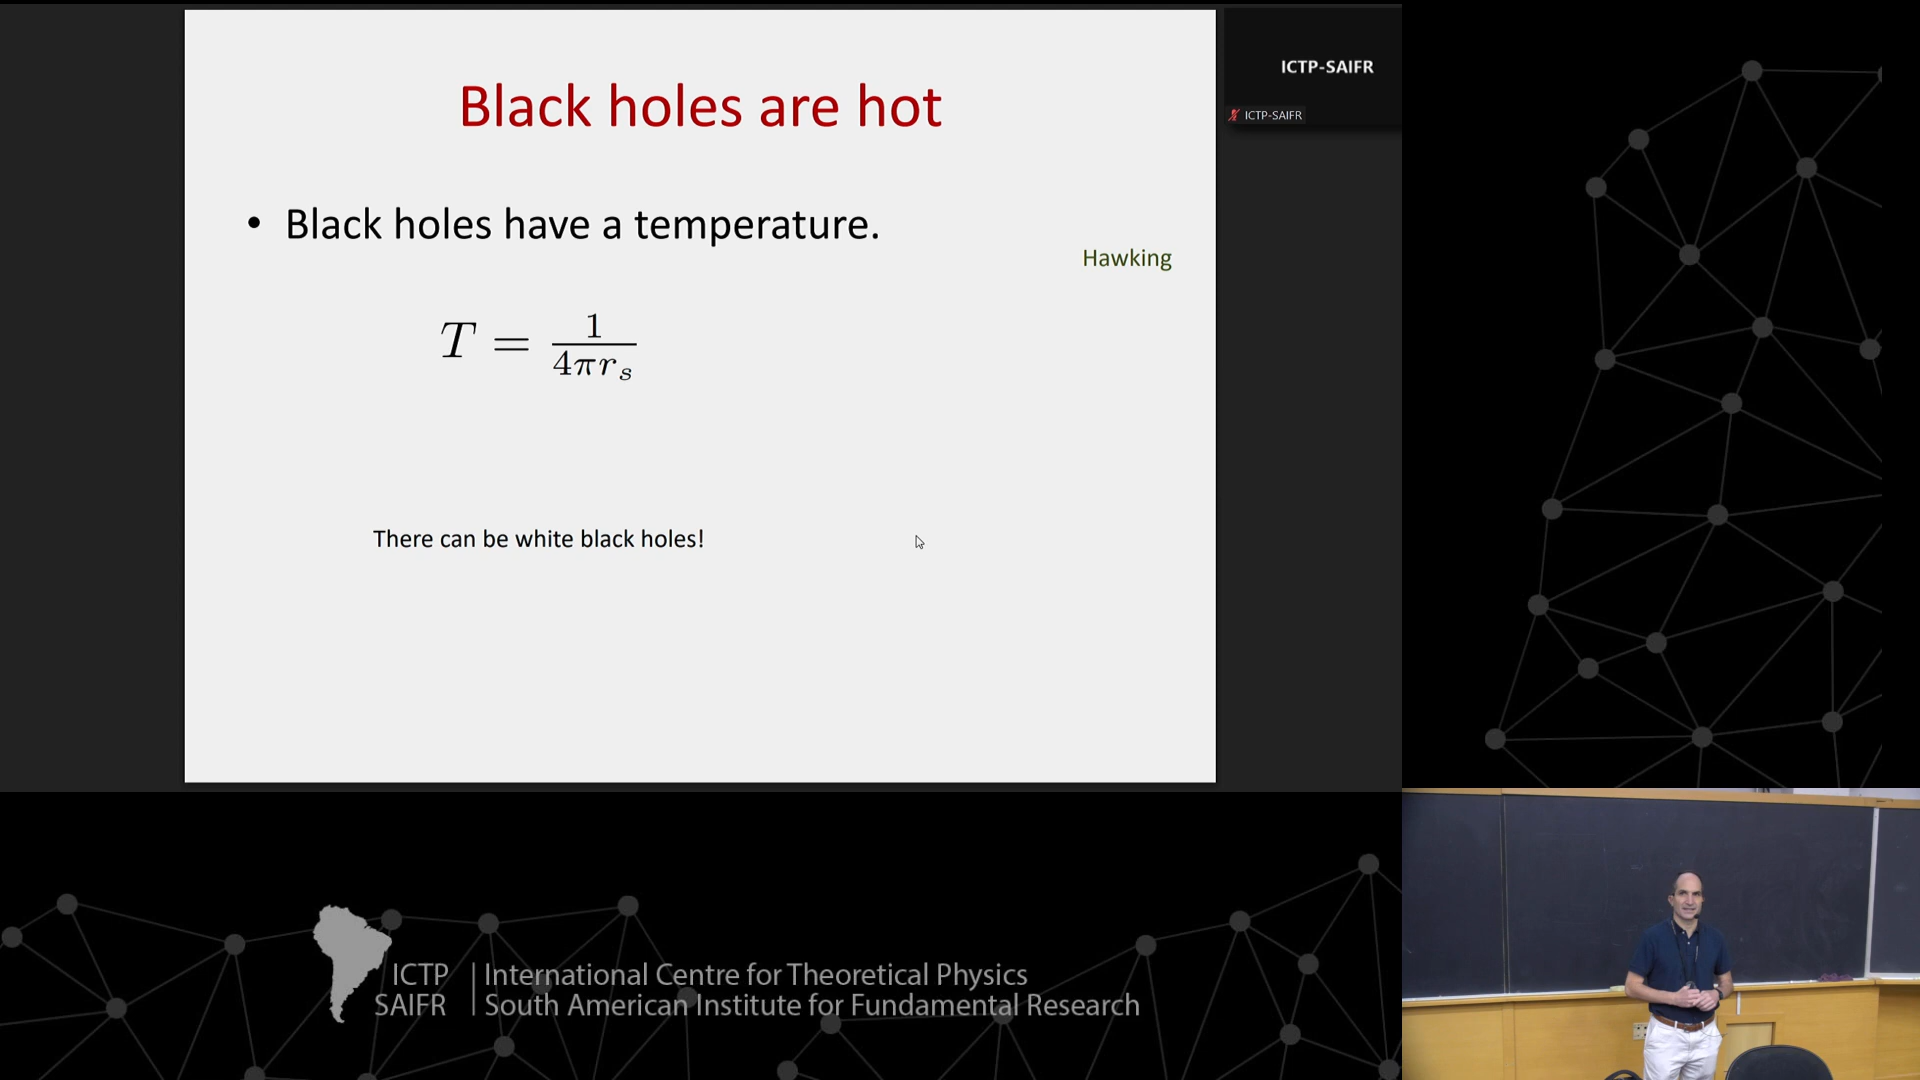 Black holes are hot
• Black holes have a temperature.
Hawking
T = 1 / 4πr_s
There can be white black holes!
ICTP-SAIFR
ICTP-SAIFR
ICTP | International Centre for Theoretical Physics
SAIFR | South American Institute for Fundamental Research